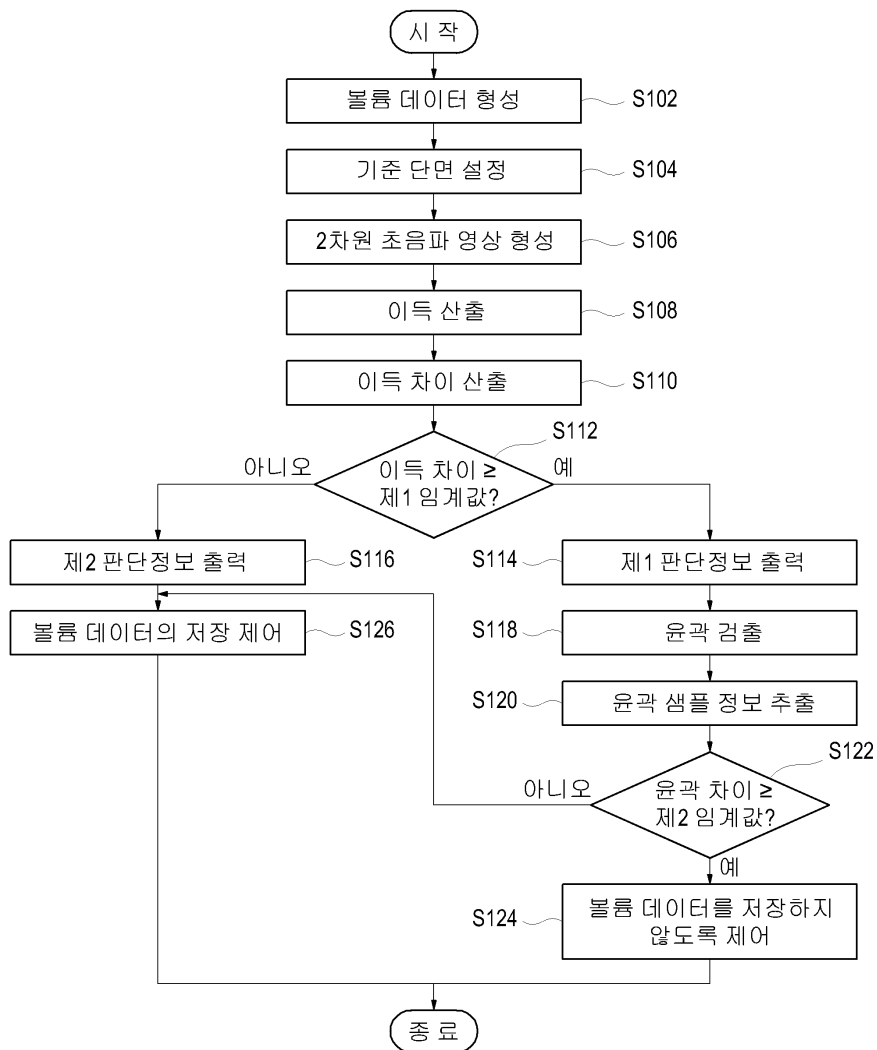 시 작
볼륨 데이터 형성
S102
기준 단면 설정
S104
2차원 초음파 영상 형성
S106
이득 산출
S108
이득 차이 산출
S110
S112
아니오
이득 차이 ≥
제1 임계값?
예
제2 판단정보 출력
S116
S114
제1 판단정보 출력
볼륨 데이터의 저장 제어
S126
S118
윤곽 검출
S120
윤곽 샘플 정보 추출
S122
아니오
윤곽 차이 ≥
제2 임계값?
예
S124
볼륨 데이터를 저장하지
않도록 제어
종 료